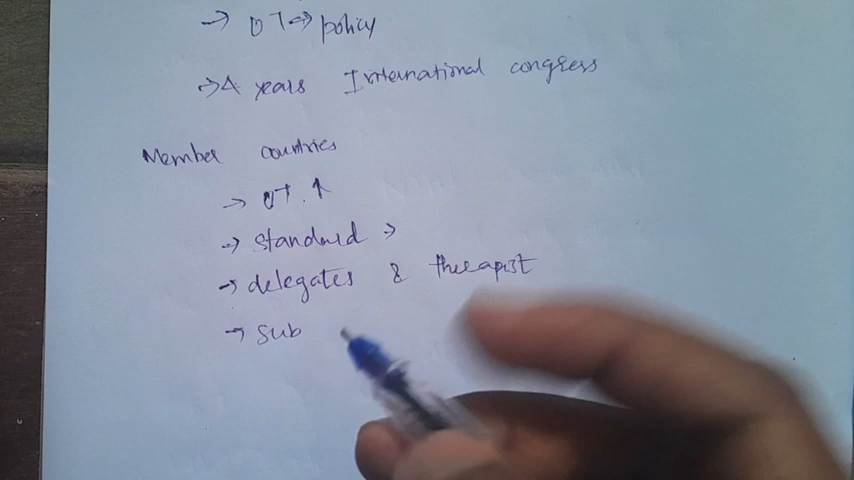 → OT → policy
→ 4 years International congress
Member countries
→ OT. ↑
→ standard →
→ delegates & therapist
→ sub